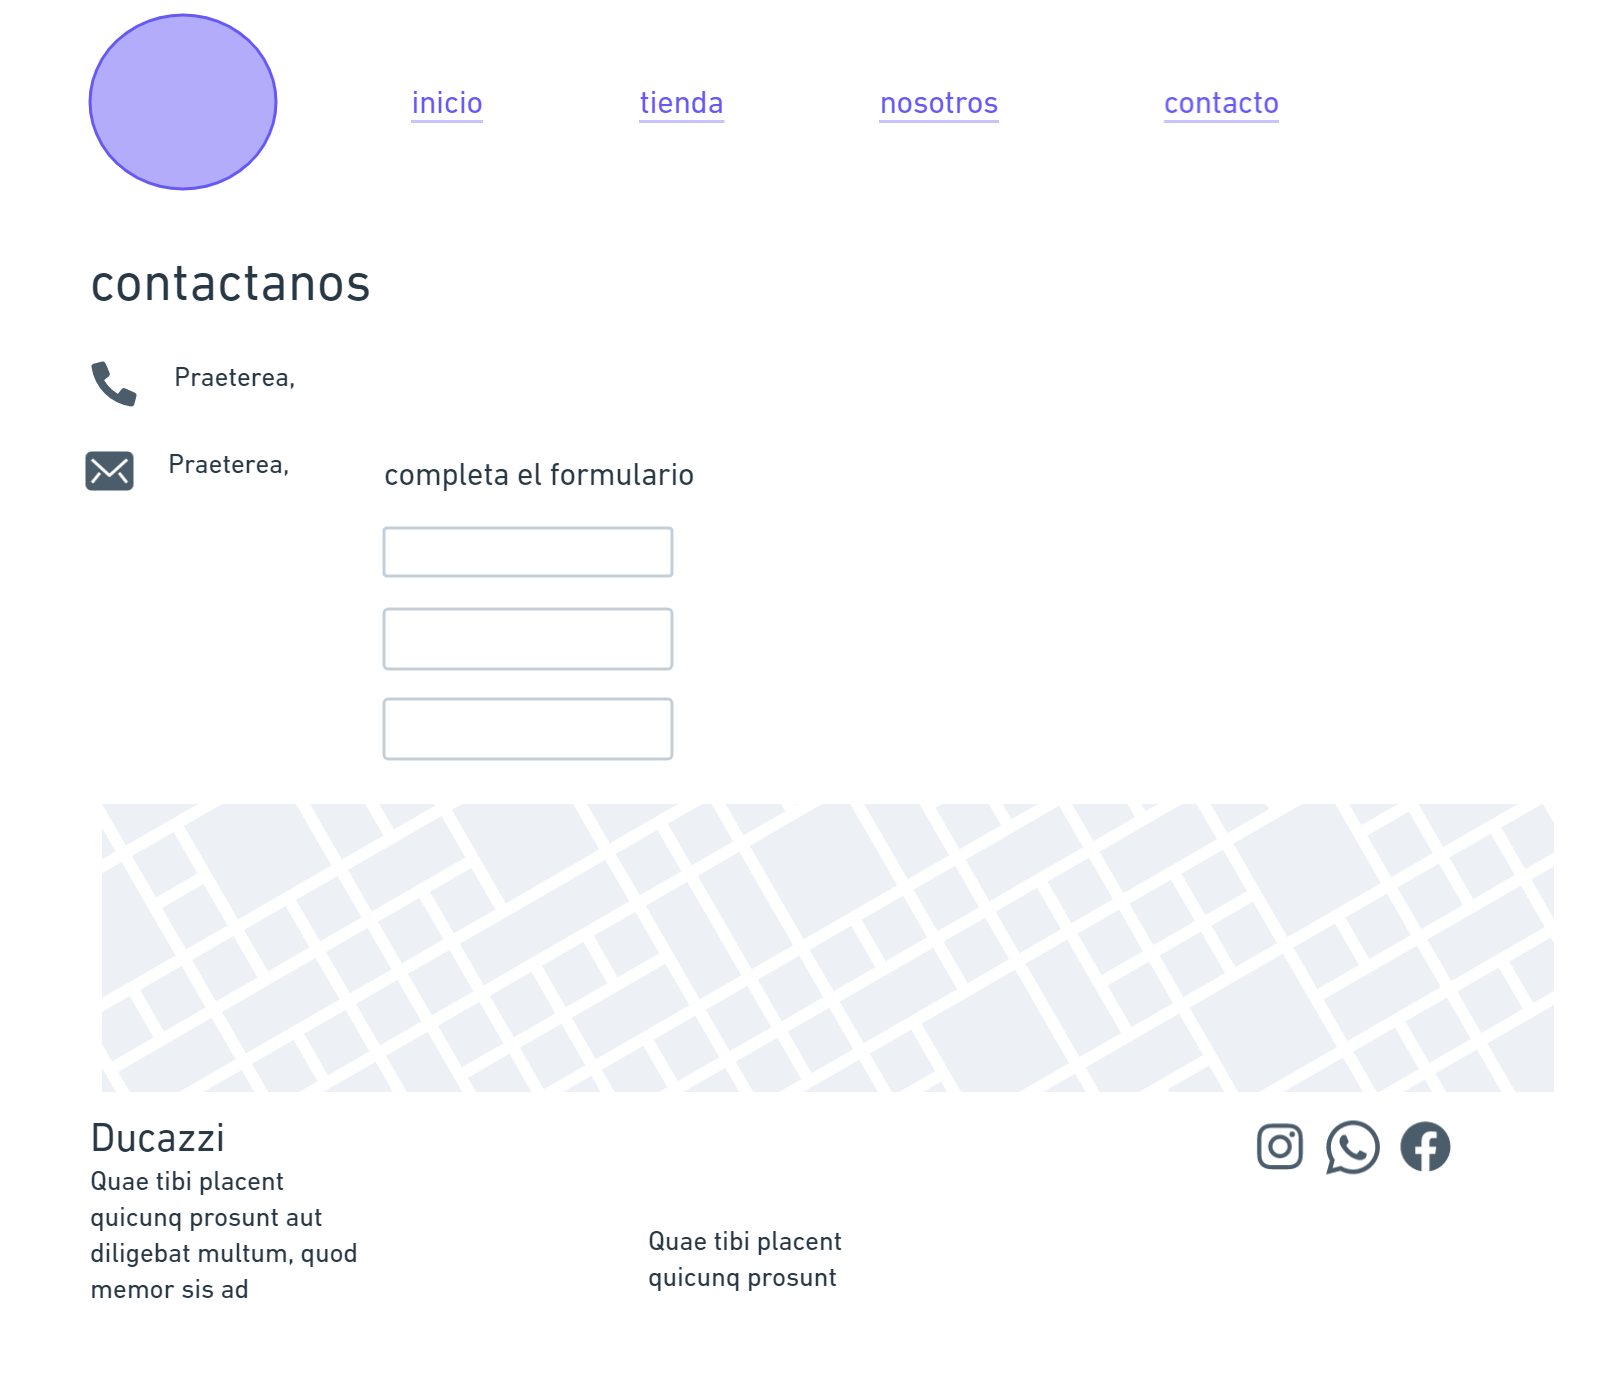 inicio
tienda
nosotros
contacto
contactanos
Praeterea,
Praeterea,
completa el formulario
Ducazzi
Quae tibi placent
quicunq prosunt aut
diligebat multum, quod
memor sis ad
Quae tibi placent
quicunq prosunt